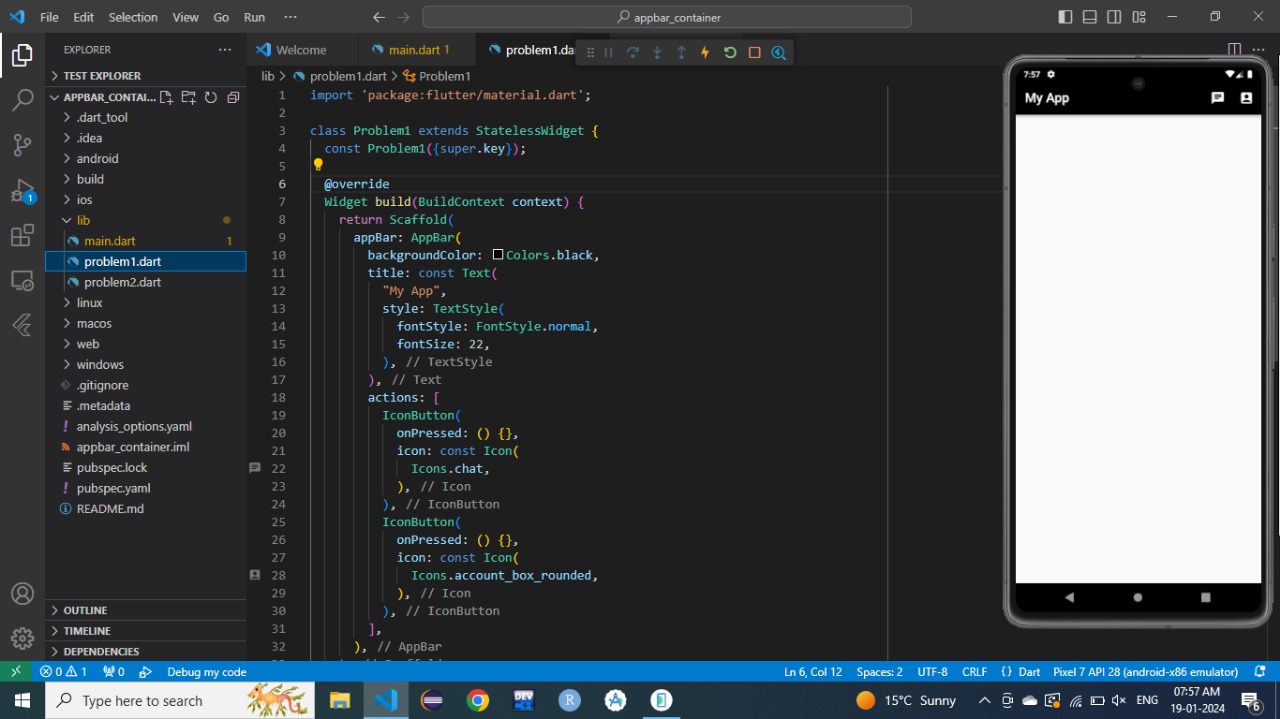 File Edit Selection View Go Run ···
appbar_container
EXPLORER
Welcome
main.dart 1
problem1.da
TEST EXPLORER
APPBAR_CONTAI...
.dart_tool
.idea
android
build
ios
lib
main.dart 1
problem1.dart
problem2.dart
linux
macos
web
windows
.gitignore
.metadata
analysis_options.yaml
appbar_container.iml
pubspec.lock
pubspec.yaml
README.md
OUTLINE
TIMELINE
DEPENDENCIES
1
lib > problem1.dart > Problem1
1 import 'package:flutter/material.dart';
2
3 class Problem1 extends StatelessWidget {
4 const Problem1({super.key});
5
6 @override
7 Widget build(BuildContext context) {
8 return Scaffold(
9 appBar: AppBar(
10 backgroundColor: Colors.black,
11 title: const Text(
12 "My App",
13 style: TextStyle(
14 fontStyle: FontStyle.normal,
15 fontSize: 22,
16 ), // TextStyle
17 ), // Text
18 actions: [
19 IconButton(
20 onPressed: () {},
21 icon: const Icon(
22 Icons.chat,
23 ), // Icon
24 ), // IconButton
25 IconButton(
26 onPressed: () {},
27 icon: const Icon(
28 Icons.account_box_rounded,
29 ), // Icon
30 ), // IconButton
31 ],
32 ), // AppBar
7:57
My App
0 1 0 Debug my code
Ln 6, Col 12 Spaces: 2 UTF-8 CRLF {} Dart Pixel 7 API 28 (android-x86 emulator)
Type here to search
DEV
R
15°C Sunny
ENG
07:57 AM
19-01-2024
6